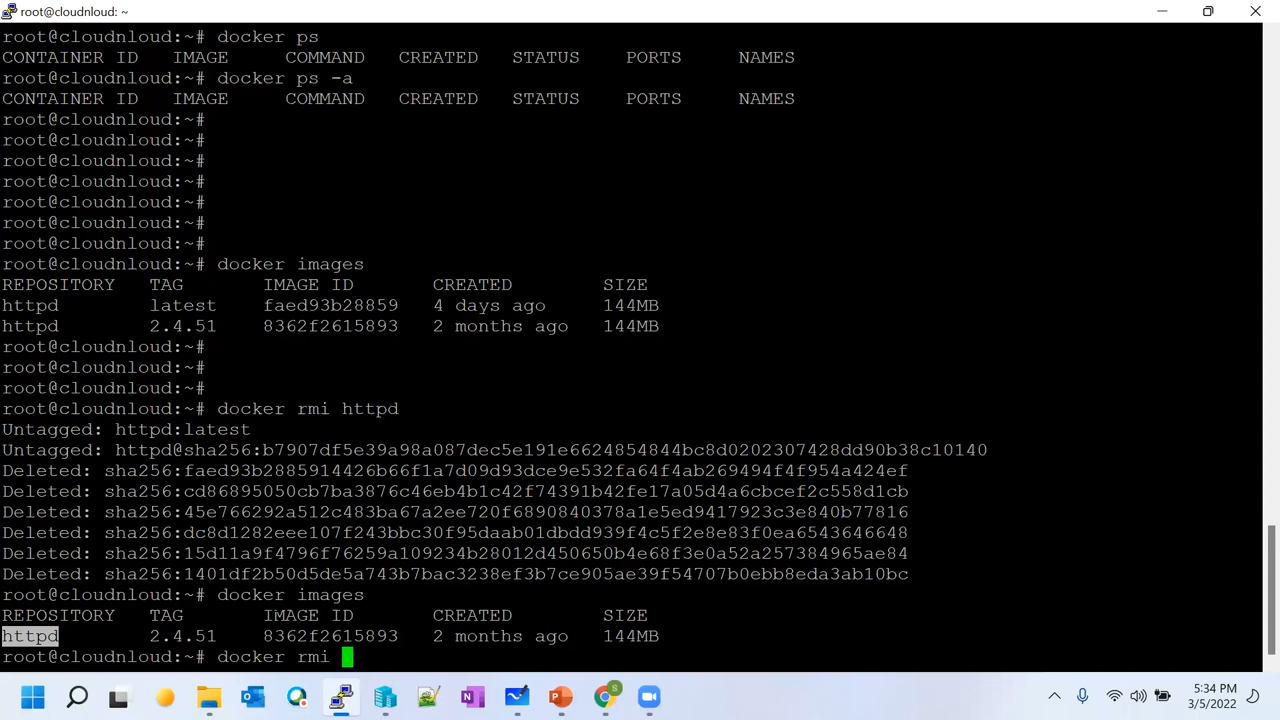 root@cloudnloud: ~
root@cloudnloud:~# docker ps
CONTAINER ID   IMAGE     COMMAND   CREATED   STATUS    PORTS     NAMES
root@cloudnloud:~# docker ps -a
CONTAINER ID   IMAGE     COMMAND   CREATED   STATUS    PORTS     NAMES
root@cloudnloud:~#
root@cloudnloud:~#
root@cloudnloud:~#
root@cloudnloud:~#
root@cloudnloud:~#
root@cloudnloud:~#
root@cloudnloud:~#
root@cloudnloud:~# docker images
REPOSITORY   TAG       IMAGE ID       CREATED        SIZE
httpd        latest    faed93b28859   4 days ago     144MB
httpd        2.4.51    8362f2615893   2 months ago   144MB
root@cloudnloud:~#
root@cloudnloud:~#
root@cloudnloud:~#
root@cloudnloud:~# docker rmi httpd
Untagged: httpd:latest
Untagged: httpd@sha256:b7907df5e39a98a087dec5e191e6624854844bc8d0202307428dd90b38c10140
Deleted: sha256:faed93b2885914426b66f1a7d09d93dce9e532fa64f4ab269494f4f954a424ef
Deleted: sha256:cd86895050cb7ba3876c46eb4b1c42f74391b42fe17a05d4a6cbcef2c558d1cb
Deleted: sha256:45e766292a512c483ba67a2ee720f6890840378a1e5ed9417923c3e840b77816
Deleted: sha256:dc8d1282eee107f243bbc30f95daab01dbdd939f4c5f2e8e83f0ea6543646648
Deleted: sha256:15d11a9f4796f76259a109234b28012d450650b4e68f3e0a52a257384965ae84
Deleted: sha256:1401df2b50d5de5a743b7bac3238ef3b7ce905ae39f54707b0ebb8eda3ab10bc
root@cloudnloud:~# docker images
REPOSITORY   TAG       IMAGE ID       CREATED        SIZE
httpd        2.4.51    8362f2615893   2 months ago   144MB
root@cloudnloud:~# docker rmi
5:34 PM
3/5/2022